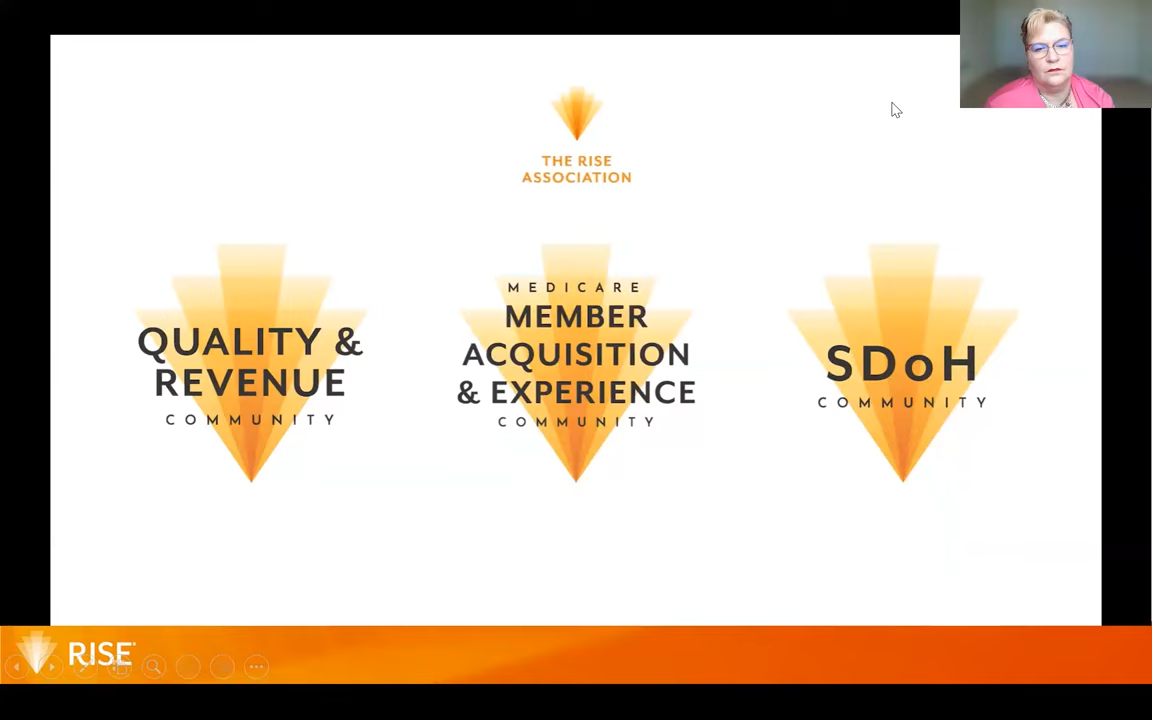 THE RISE
ASSOCIATION
QUALITY &
REVENUE
COMMUNITY
MEDICARE
MEMBER
ACQUISITION
& EXPERIENCE
COMMUNITY
SDoH
COMMUNITY
RISE